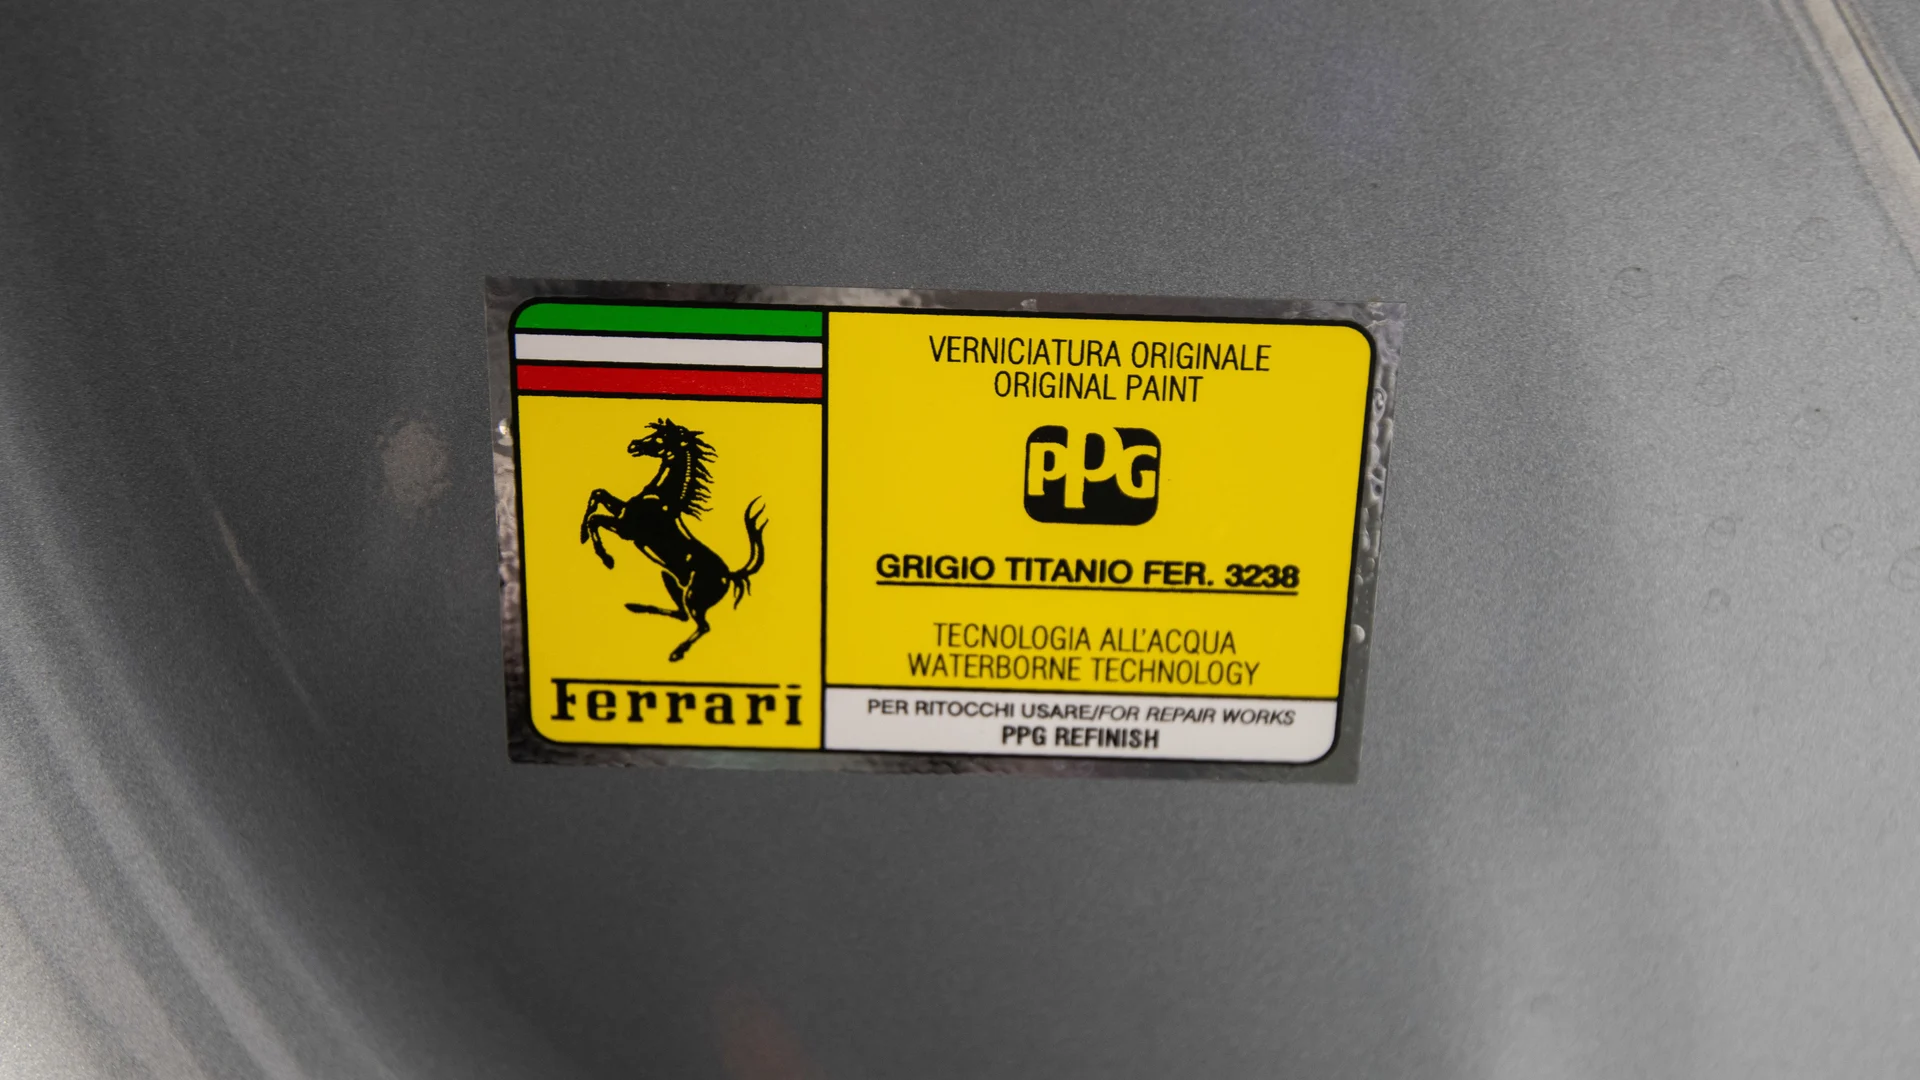 VERNICIATURA ORIGINALE
ORIGINAL PAINT
PPG
GRIGIO TITANIO FER. 3238
TECNOLOGIA ALL'ACQUA
WATERBORNE TECHNOLOGY
PER RITOCCHI USARE/FOR REPAIR WORKS
PPG REFINISH
Ferrari